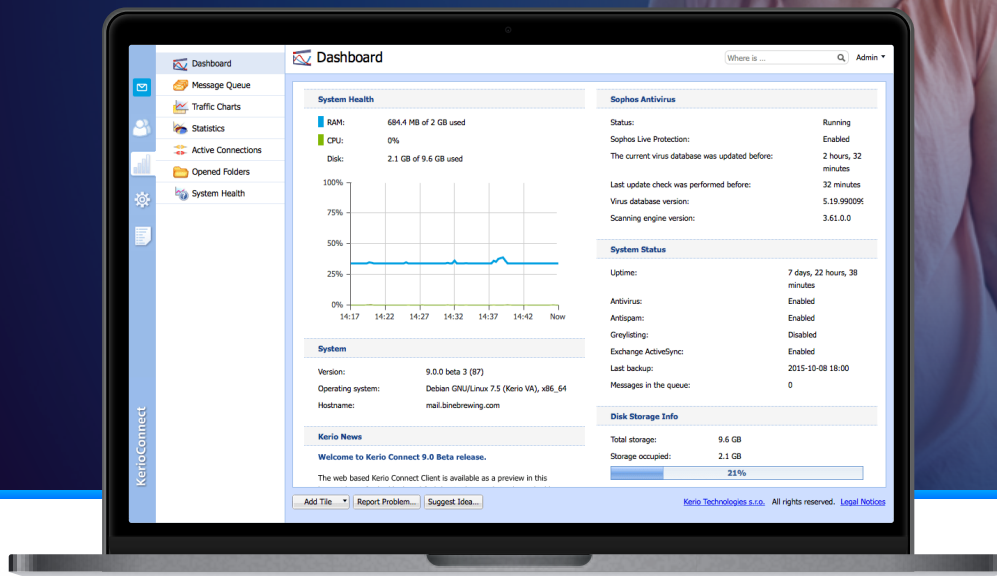 Dashboard
Message Queue
Traffic Charts
Statistics
Active Connections
Opened Folders
System Health
KerioConnect
Dashboard
Where is ...
Admin
System Health
RAM: 684.4 MB of 2 GB used
CPU: 0%
Disk: 2.1 GB of 9.6 GB used
100%
75%
50%
25%
0%
14:17 14:22 14:27 14:32 14:37 14:42 Now
System
Version: 9.0.0 beta 3 (87)
Operating system: Debian GNU/Linux 7.5 (Kerio VA), x86_64
Hostname: mail.binebrewing.com
Kerio News
Welcome to Kerio Connect 9.0 Beta release.
The web based Kerio Connect Client is available as a preview in this
Sophos Antivirus
Status: Running
Sophos Live Protection: Enabled
The current virus database was updated before: 2 hours, 32
minutes
Last update check was performed before: 32 minutes
Virus database version: 5.19.990099
Scanning engine version: 3.61.0.0
System Status
Uptime: 7 days, 22 hours, 38
minutes
Antivirus: Enabled
Antispam: Enabled
Greylisting: Disabled
Exchange ActiveSync: Enabled
Last backup: 2015-10-08 18:00
Messages in the queue: 0
Disk Storage Info
Total storage: 9.6 GB
Storage occupied: 2.1 GB
21%
Add Tile
Report Problem...
Suggest Idea...
Kerio Technologies s.r.o. All rights reserved. Legal Notices